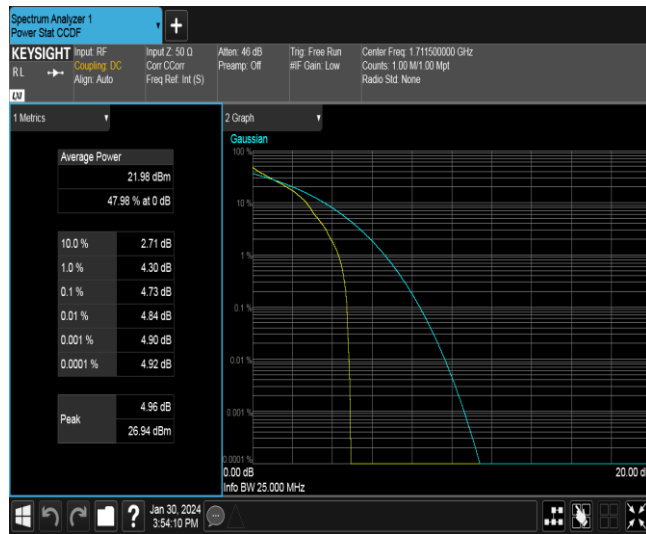 Spectrum Analyzer 1
Power Stat CCDF
+
KEYSIGHT
RL
LXI
Input: RF
Coupling: DC
Align: Auto
Input Z: 50 Ω
Corr CCorr
Freq Ref: Int (S)
Atten: 46 dB
Preamp: Off
Trig: Free Run
#IF Gain: Low
Center Freq: 1.711500000 GHz
Counts: 1.00 M/1.00 Mpt
Radio Std: None
1 Metrics
Average Power
21.98 dBm
47.98 % at 0 dB
10.0 % 2.71 dB
1.0 % 4.30 dB
0.1 % 4.73 dB
0.01 % 4.84 dB
0.001 % 4.90 dB
0.0001 % 4.92 dB
Peak
4.96 dB
26.94 dBm
2 Graph
Gaussian
100 %
10 %
1 %
0.1 %
0.01 %
0.001 %
0.0001 %
0.00 dB
20.00 d
Info BW 25.000 MHz
?
Jan 30, 2024
3:54:10 PM